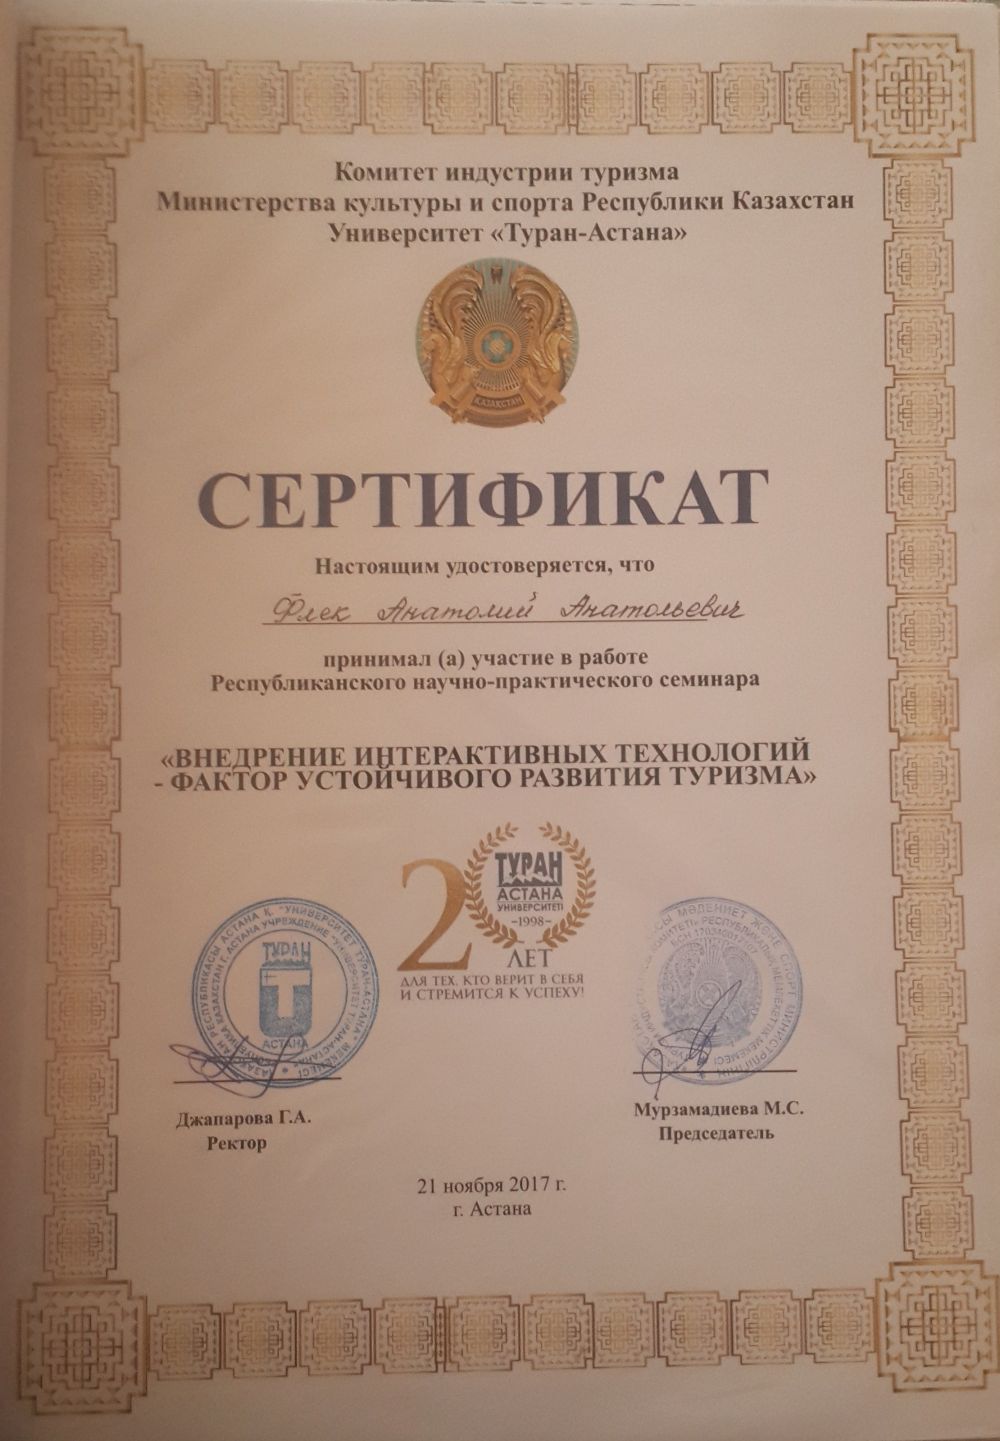 Комитет индустрии туризма
Министерства культуры и спорта Республики Казахстан
Университет «Туран-Астана»
ҚАЗАҚСТАН
СЕРТИФИКАТ
Настоящим удостоверяется, что
Флек Анатолий Анатольевич
принимал (а) участие в работе
Республиканского научно-практического семинара
«ВНЕДРЕНИЕ ИНТЕРАКТИВНЫХ ТЕХНОЛОГИЙ
- ФАКТОР УСТОЙЧИВОГО РАЗВИТИЯ ТУРИЗМА»
20
ТУРАН
АСТАНА
УНИВЕРСИТЕТІ
-1998-
ЛЕТ
ДЛЯ ТЕХ, КТО ВЕРИТ В СЕБЯ
И СТРЕМИТСЯ К УСПЕХУ!
ТУРАН
АСТАНА
Джапарова Г.А.
Ректор
Мурзамадиева М.С.
Председатель
21 ноября 2017 г.
г. Астана